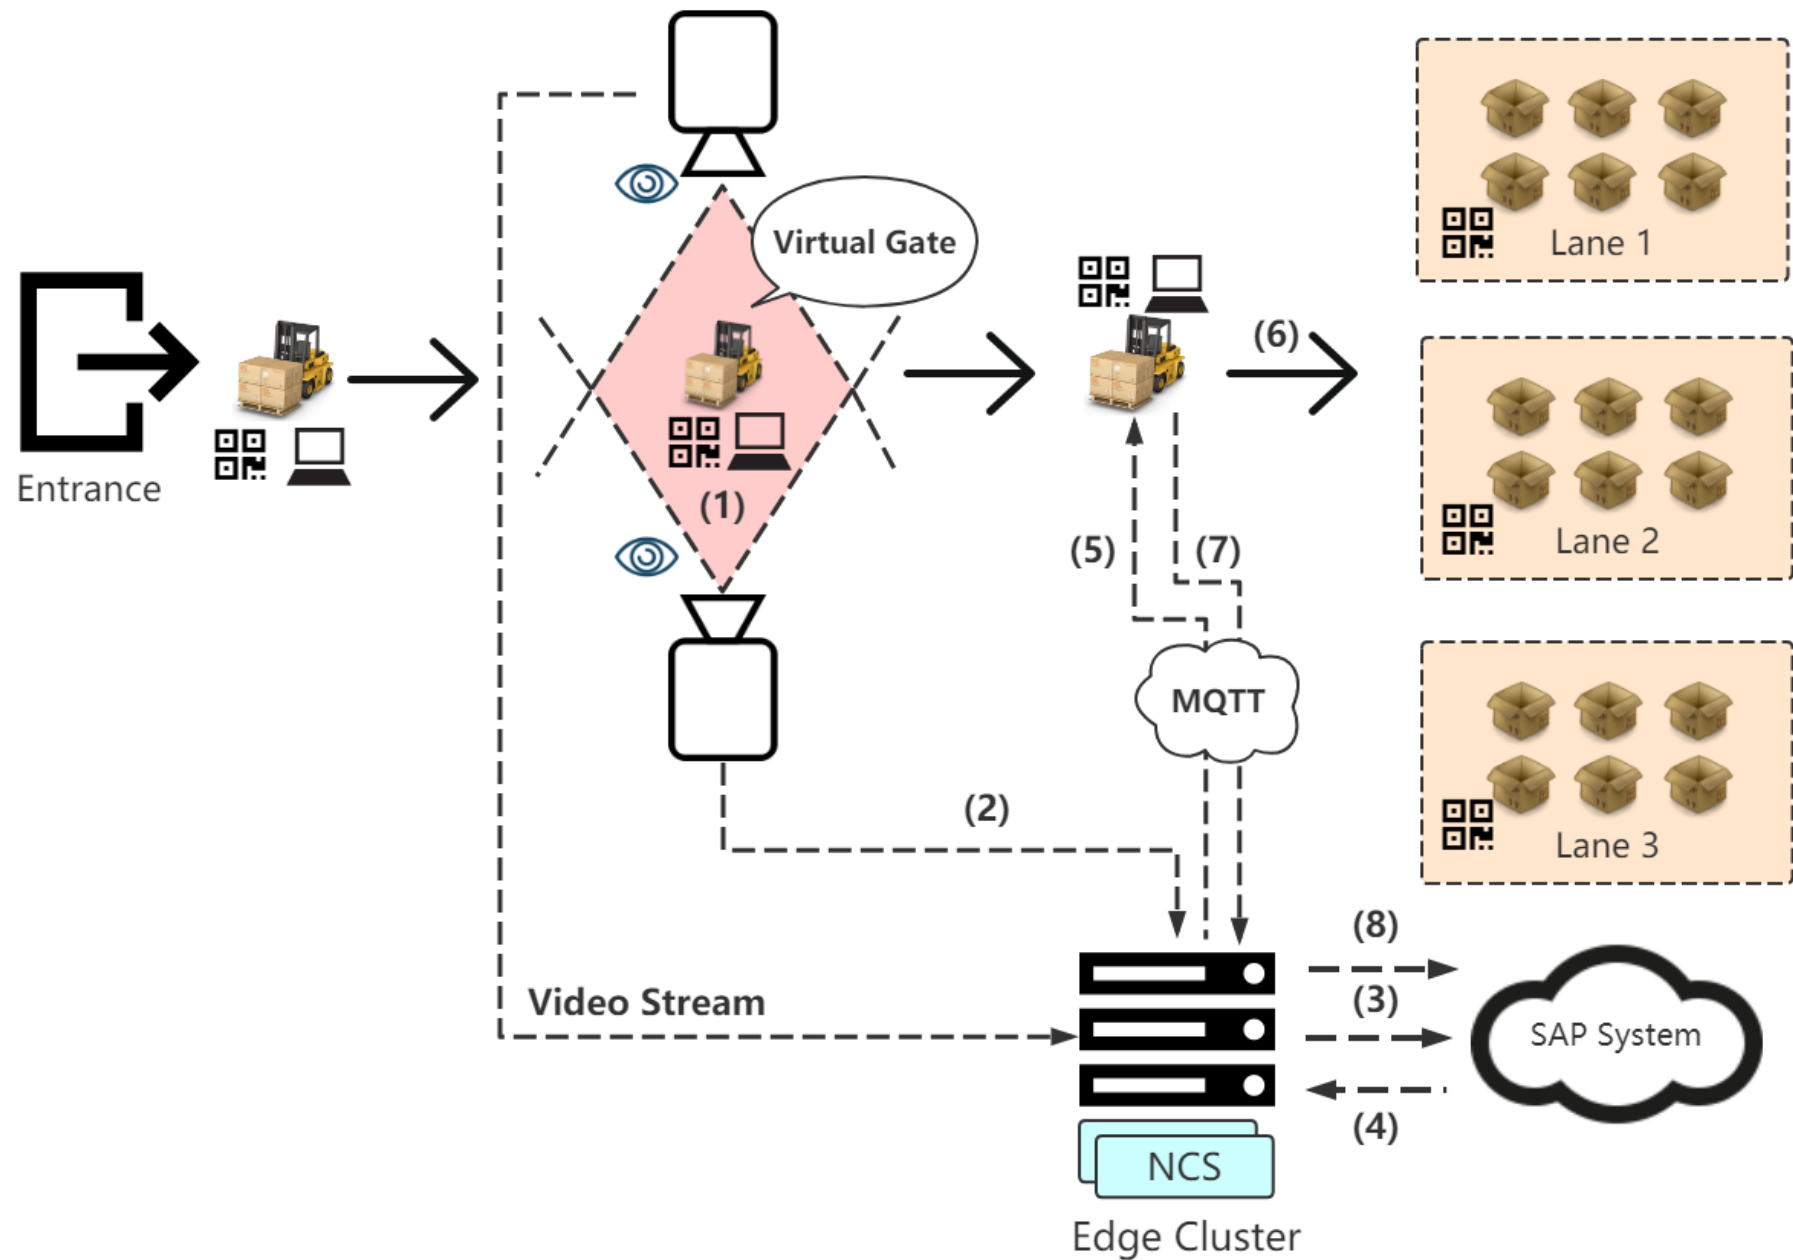 Virtual Gate
Lane 1
(6)
Entrance
(1)
(5)
(7)
Lane 2
MQTT
(2)
Lane 3
(8)
Video Stream
(3)
SAP System
(4)
NCS
Edge Cluster